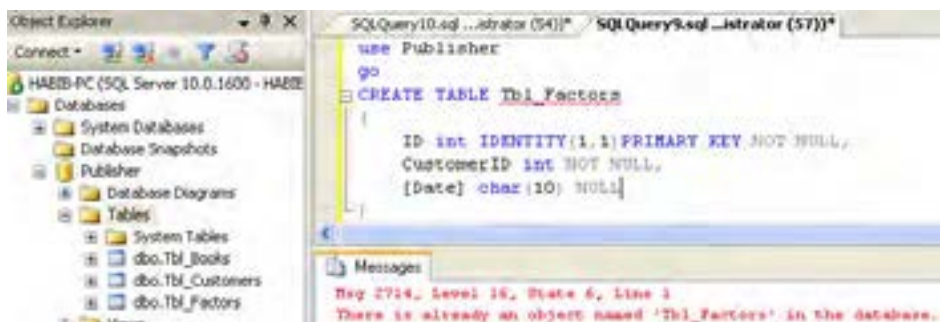 Object Explorer
Connect
HABIB-PC (SQL Server 10.0.1600 - HABIB
Databases
System Databases
Database Snapshots
Publisher
Database Diagrams
Tables
System Tables
dbo.Tbl_Books
dbo.Tbl_Customers
dbo.Tbl_Factors
SQLQuery10.sql ...istrator (54))*
SQLQuery9.sql ...istrator (57))*
use Publisher
go
CREATE TABLE Tbl_Factors
(
ID int IDENTITY(1,1)PRIMARY KEY NOT NULL,
CustomerID int NOT NULL,
[Date] char(10) NULL
)
Messages
Msg 2714, Level 16, State 6, Line 1
There is already an object named 'Tbl_Factors' in the database.